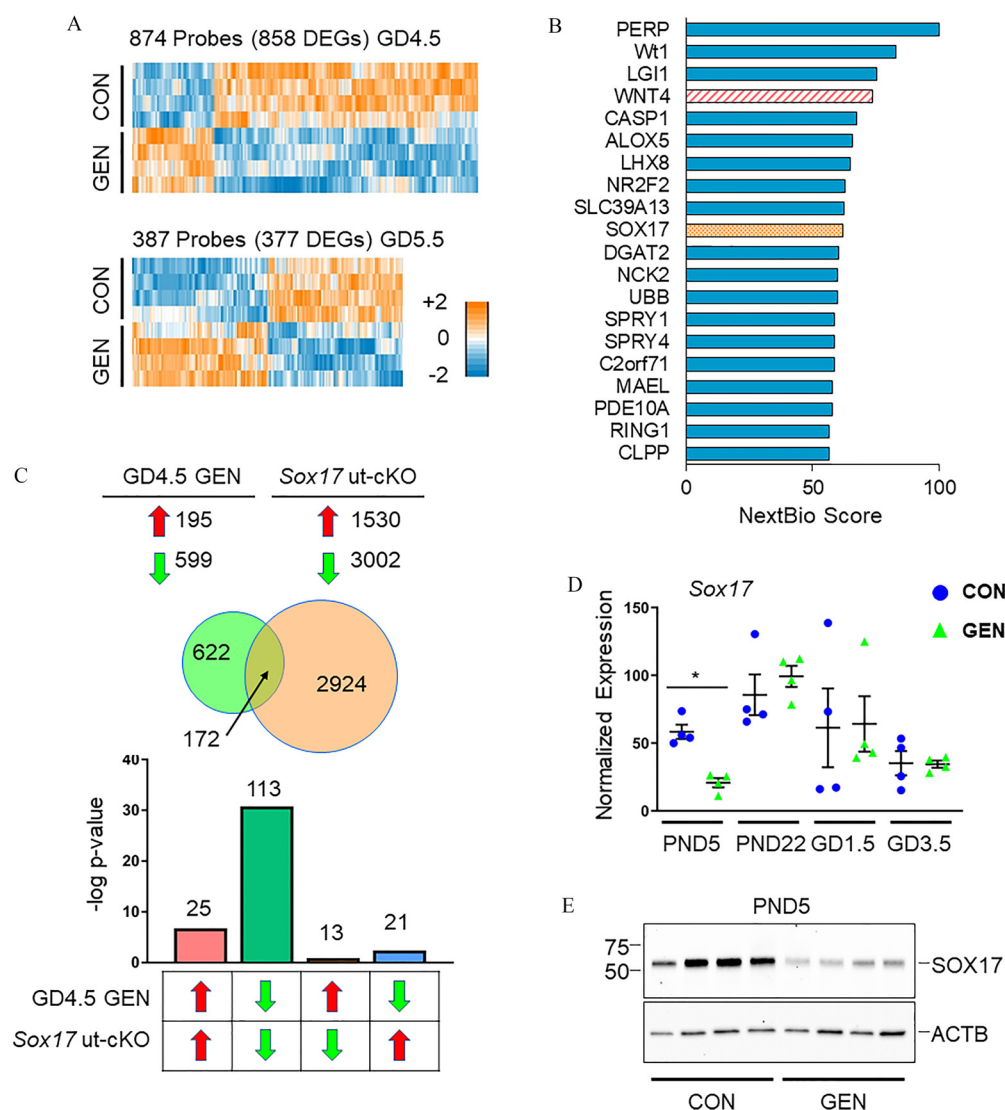 A
874 Probes (858 DEGs) GD4.5
CON
GEN
387 Probes (377 DEGs) GD5.5
CON
GEN
+2
0
-2
B
PERP
Wt1
LGI1
WNT4
CASP1
ALOX5
LHX8
NR2F2
SLC39A13
SOX17
DGAT2
NCK2
UBB
SPRY1
SPRY4
C2orf71
MAEL
PDE10A
RING1
CLPP
0 50 100
NextBio Score
C
GD4.5 GEN Sox17 ut-cKO
195 1530
599 3002
622 2924
172
-log p-value
40
30
20
10
0
25 113 13 21
GD4.5 GEN
Sox17 ut-cKO
D
Sox17
CON
GEN
Normalized Expression
150
100
50
0
*
PND5 PND22 GD1.5 GD3.5
E
PND5
75
50
SOX17
ACTB
CON GEN